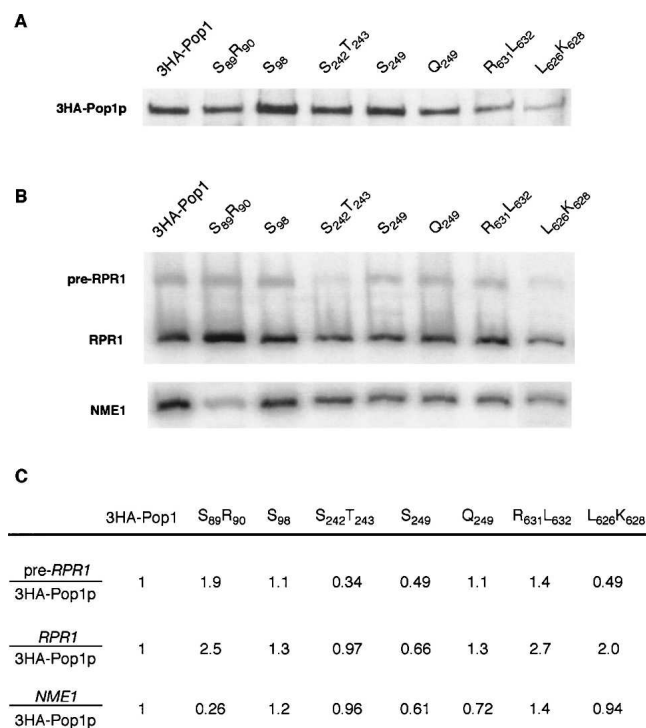 A
3HA-Pop1 S89R90 S98 S242T243 S249 Q249 R631L632 L626K628
3HA-Pop1p
B
3HA-Pop1 S89R90 S98 S242T243 S249 Q249 R631L632 L626K628
pre-RPR1
RPR1
NME1
C
3HA-Pop1 S89R90 S98 S242T243 S249 Q249 R631L632 L626K628
pre-RPR1
3HA-Pop1p 1 1.9 1.1 0.34 0.49 1.1 1.4 0.49
RPR1
3HA-Pop1p 1 2.5 1.3 0.97 0.66 1.3 2.7 2.0
NME1
3HA-Pop1p 1 0.26 1.2 0.96 0.61 0.72 1.4 0.94